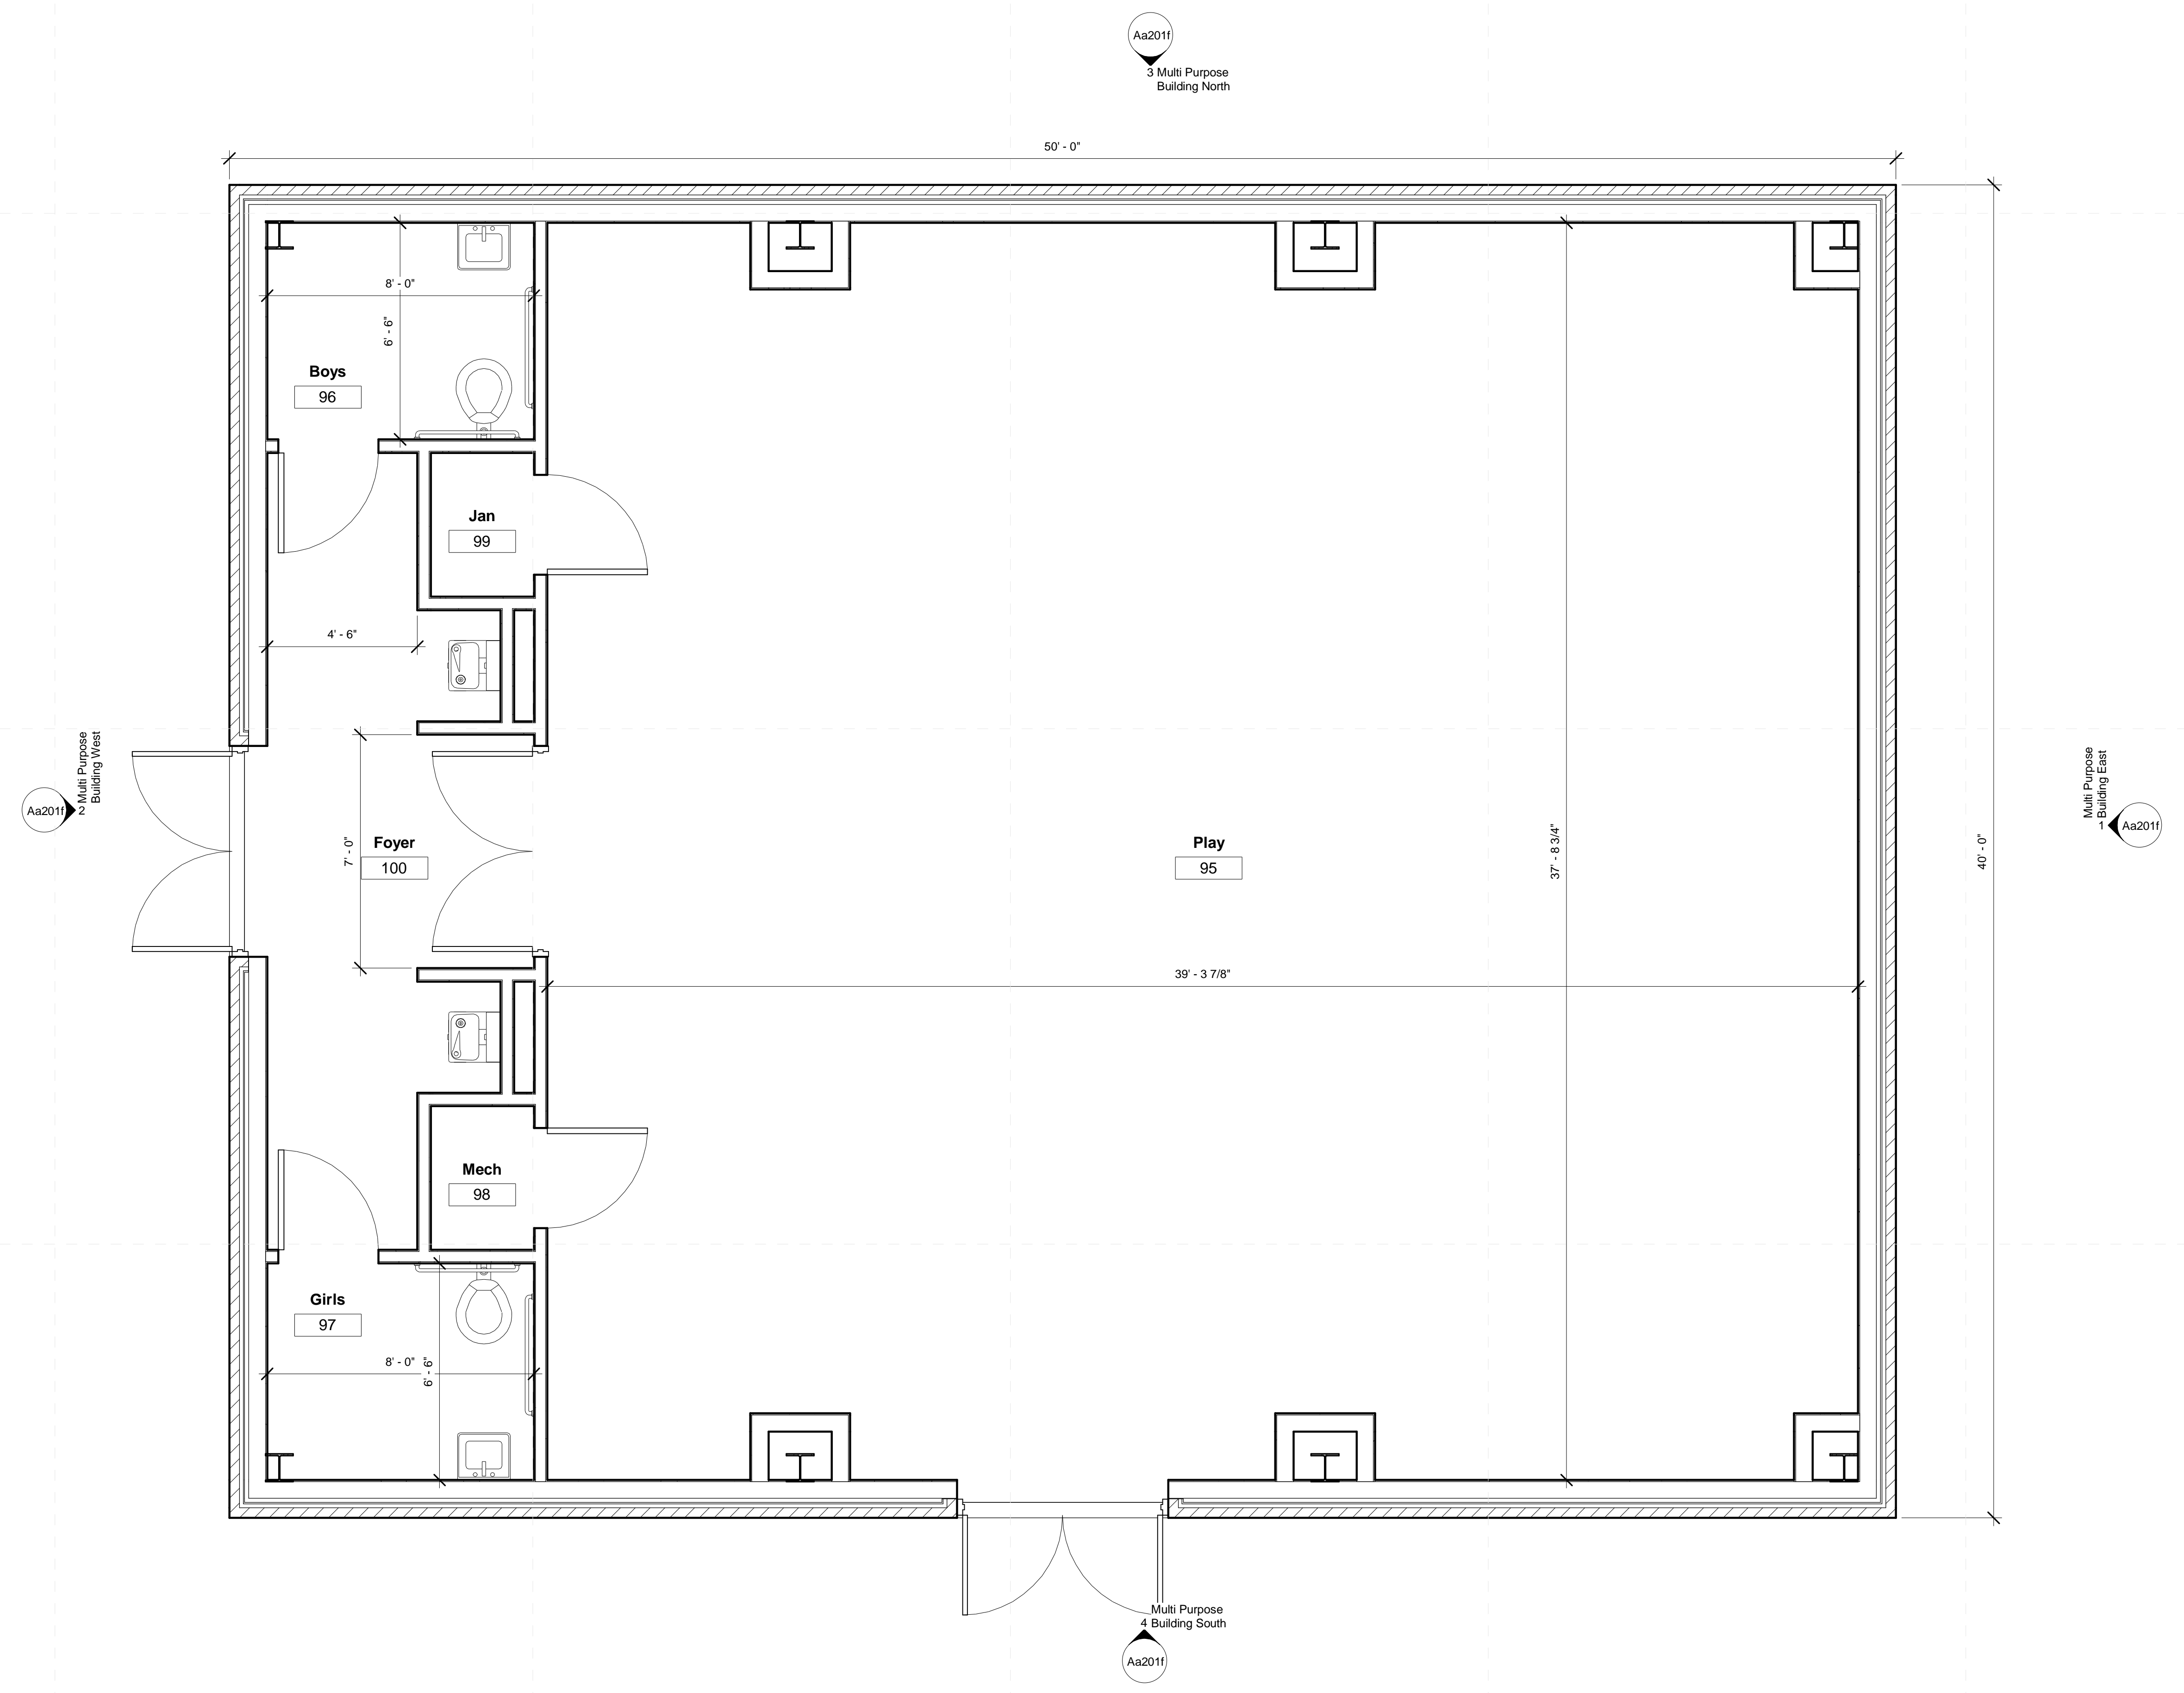 Aa201f
3 Multi Purpose
Building North
50' - 0"
8' - 0"
6' - 6"
Boys
96
Jan
99
4' - 6"
Multi Purpose
Building West
2
Aa201f
7' - 0"
Foyer
100
Play
95
37' - 8 3/4"
40' - 0"
Multi Purpose
Building East
1
Aa201f
39' - 3 7/8"
Mech
98
Girls
97
8' - 0"
6' - 6"
Multi Purpose
4 Building South
Aa201f